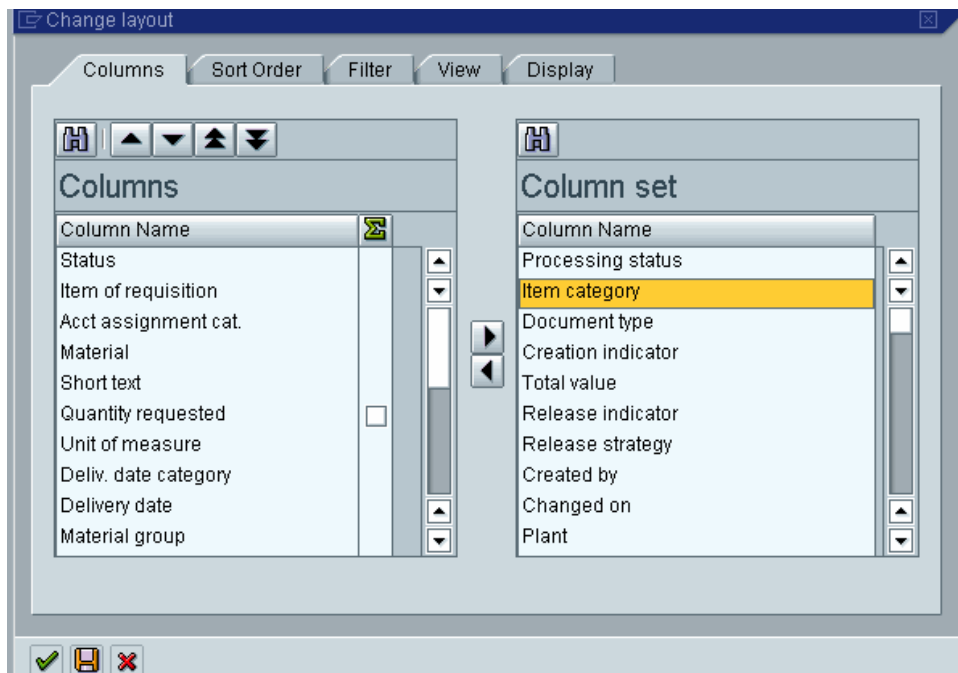 Change layout
Columns
Sort Order
Filter
View
Display
Columns
Column Name
Status
Item of requisition
Acct assignment cat.
Material
Short text
Quantity requested
Unit of measure
Deliv. date category
Delivery date
Material group
Column set
Column Name
Processing status
Item category
Document type
Creation indicator
Total value
Release indicator
Release strategy
Created by
Changed on
Plant